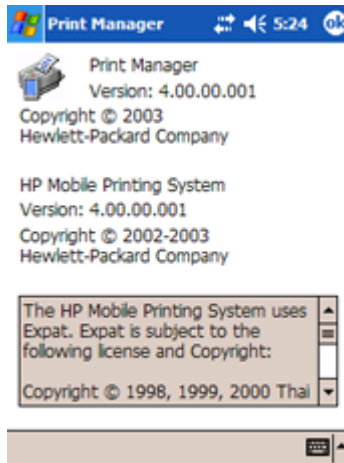 Print Manager 5:24 ok
Print Manager
Version: 4.00.00.001
Copyright © 2003
Hewlett-Packard Company
HP Mobile Printing System
Version: 4.00.00.001
Copyright © 2002-2003
Hewlett-Packard Company
The HP Mobile Printing System uses
Expat. Expat is subject to the
following license and Copyright:
Copyright © 1998, 1999, 2000 Thai